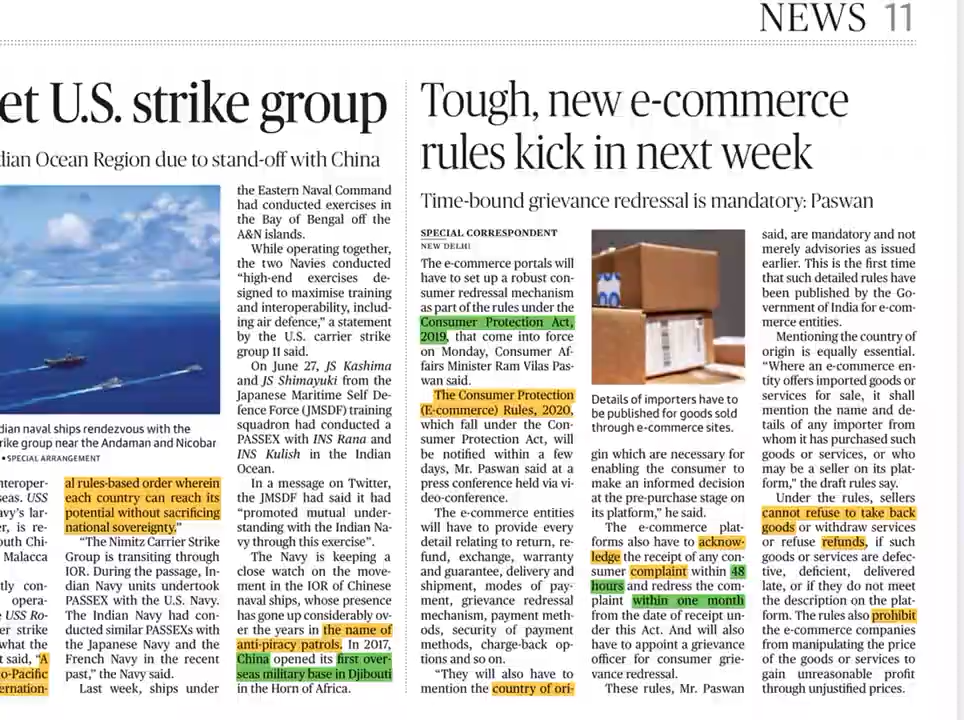 NEWS 11
et U.S. strike group
dian Ocean Region due to stand-off with China
dian naval ships rendezvous with the
rike group near the Andaman and Nicobar
• SPECIAL ARRANGEMENT
nteroper-
seas. USS
avy's lar-
er, is re-
outh Chi-
Malacca
tly con-
opera-
USS Ro-
er strike
what the
t said, "A
o-Pacific
ernation-
al rules-based order wherein
each country can reach its
potential without sacrificing
national sovereignty."
"The Nimitz Carrier Strike
Group is transiting through
IOR. During the passage, In-
dian Navy units undertook
PASSEX with the U.S. Navy.
The Indian Navy had con-
ducted similar PASSEXs with
the Japanese Navy and the
French Navy in the recent
past," the Navy said.
Last week, ships under
the Eastern Naval Command
had conducted exercises in
the Bay of Bengal off the
A&N islands.
While operating together,
the two Navies conducted
"high-end exercises de-
signed to maximise training
and interoperability, includ-
ing air defence," a statement
by the U.S. carrier strike
group 11 said.
On June 27, JS Kashima
and JS Shimayuki from the
Japanese Maritime Self De-
fence Force (JMSDF) training
squadron had conducted a
PASSEX with INS Rana and
INS Kulish in the Indian
Ocean.
In a message on Twitter,
the JMSDF had said it had
"promoted mutual under-
standing with the Indian Na-
vy through this exercise".
The Navy is keeping a
close watch on the move-
ment in the IOR of Chinese
naval ships, whose presence
has gone up considerably ov-
er the years in the name of
anti-piracy patrols. In 2017,
China opened its first over-
seas military base in Djibouti
in the Horn of Africa.
Tough, new e-commerce
rules kick in next week
Time-bound grievance redressal is mandatory: Paswan
SPECIAL CORRESPONDENT
NEW DELHI
The e-commerce portals will
have to set up a robust con-
sumer redressal mechanism
as part of the rules under the
Consumer Protection Act,
2019, that come into force
on Monday, Consumer Af-
fairs Minister Ram Vilas Pas-
wan said.
The Consumer Protection
(E-commerce) Rules, 2020,
which fall under the Con-
sumer Protection Act, will
be notified within a few
days, Mr. Paswan said at a
press conference held via vi-
deo-conference.
The e-commerce entities
will have to provide every
detail relating to return, re-
fund, exchange, warranty
and guarantee, delivery and
shipment, modes of pay-
ment, grievance redressal
mechanism, payment meth-
ods, security of payment
methods, charge-back op-
tions and so on.
"They will also have to
mention the country of ori-
Details of importers have to
be published for goods sold
through e-commerce sites.
gin which are necessary for
enabling the consumer to
make an informed decision
at the pre-purchase stage on
its platform," he said.
The e-commerce plat-
forms also have to acknow-
ledge the receipt of any con-
sumer complaint within 48
hours and redress the com-
plaint within one month
from the date of receipt un-
der this Act. And will also
have to appoint a grievance
officer for consumer grie-
vance redressal.
These rules, Mr. Paswan
said, are mandatory and not
merely advisories as issued
earlier. This is the first time
that such detailed rules have
been published by the Go-
vernment of India for e-com-
merce entities.
Mentioning the country of
origin is equally essential.
"Where an e-commerce en-
tity offers imported goods or
services for sale, it shall
mention the name and de-
tails of any importer from
whom it has purchased such
goods or services, or who
may be a seller on its plat-
form," the draft rules say.
Under the rules, sellers
cannot refuse to take back
goods or withdraw services
or refuse refunds, if such
goods or services are defec-
tive, deficient, delivered
late, or if they do not meet
the description on the plat-
form. The rules also prohibit
the e-commerce companies
from manipulating the price
of the goods or services to
gain unreasonable profit
through unjustified prices.